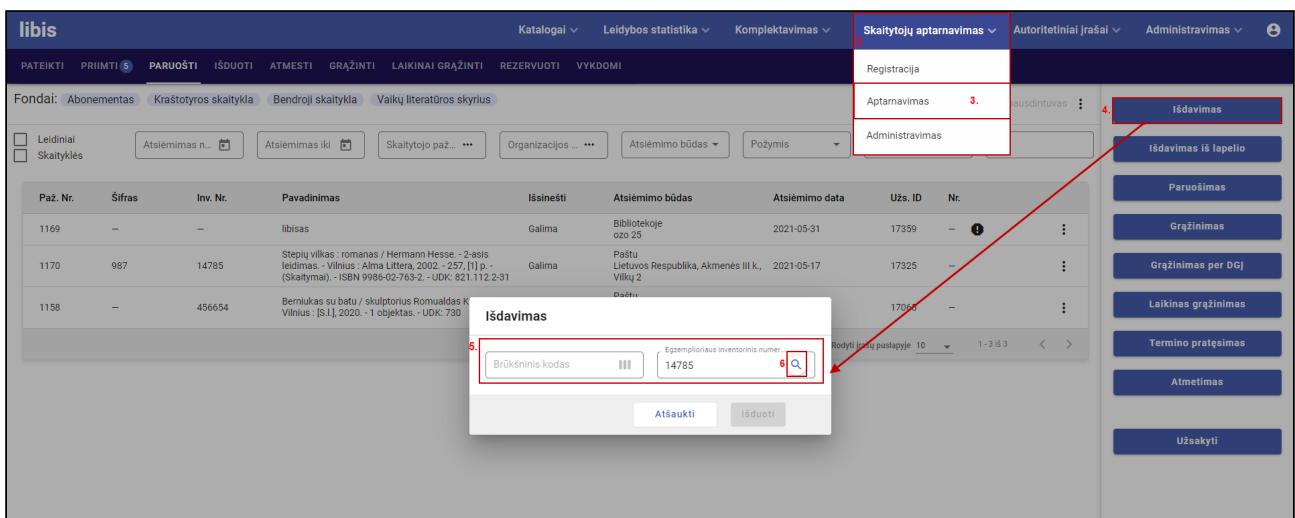 libis
Katalogai
Leidybos statistika
Komplektavimas
2.
Skaitytojų aptarnavimas
Autoritetiniai įrašai
Administravimas
PATEIKTI
PRIIMTI 5
PARUOŠTI
IŠDUOTI
ATMESTI
GRĄŽINTI
LAIKINAI GRĄŽINTI
REZERVUOTI
VYKDOMI
Registracija
Aptarnavimas 3.
Administravimas
Fondai: Abonementas Kraštotyros skaitykla Bendroji skaitykla Vaikų literatūros skyrius
Leidiniai
Skaityklės
Atsiėmimas n...
Atsiėmimas iki
Skaitytojo paž... •••
Organizacijos ... •••
Atsiėmimo būdas
Požymis
4.
Išdavimas
Išdavimas iš lapelio
Paruošimas
Grąžinimas
Grąžinimas per DGĮ
Laikinas grąžinimas
Termino pratęsimas
Atmetimas
Užsakyti
Paž. Nr. Šifras Inv. Nr. Pavadinimas Išsinešti Atsiėmimo būdas Atsiėmimo data Užs. ID Nr.
1169 – – libisas Galima Bibliotekoje
ozo 25 2021-05-31 17359 –
1170 987 14785 Stepių vilkas : romanas / Hermann Hesse. - 2-asis
leidimas. - Vilnius : Alma Littera, 2002. - 257, [1] p. -
(Skaitymai). - ISBN 9986-02-763-2. - UDK: 821.112.2-31
Galima Paštu
Lietuvos Respublika, Akmenės III k.,
Vilkų 2
2021-05-17 17325 –
1158 – 456654 Berniukas su batu / skulptorius Romualdas
Vilnius : [S.l.], 2020. - 1 objektas. - UDK: 730
Paštu
–
Rodyti įrašų puslapyje 10 1 - 3 iš 3
Išdavimas
5.
Brūkšninis kodas
Egzemplioriaus inventorinis numer...
14785 6
Atšaukti
Išduoti